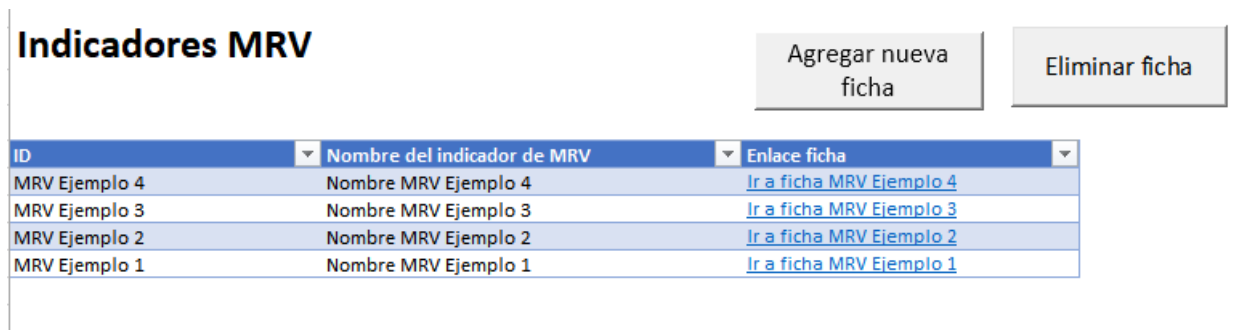 Indicadores MRV
Agregar nueva
ficha
Eliminar ficha
ID Nombre del indicador de MRV Enlace ficha
MRV Ejemplo 4 Nombre MRV Ejemplo 4 Ir a ficha MRV Ejemplo 4
MRV Ejemplo 3 Nombre MRV Ejemplo 3 Ir a ficha MRV Ejemplo 3
MRV Ejemplo 2 Nombre MRV Ejemplo 2 Ir a ficha MRV Ejemplo 2
MRV Ejemplo 1 Nombre MRV Ejemplo 1 Ir a ficha MRV Ejemplo 1